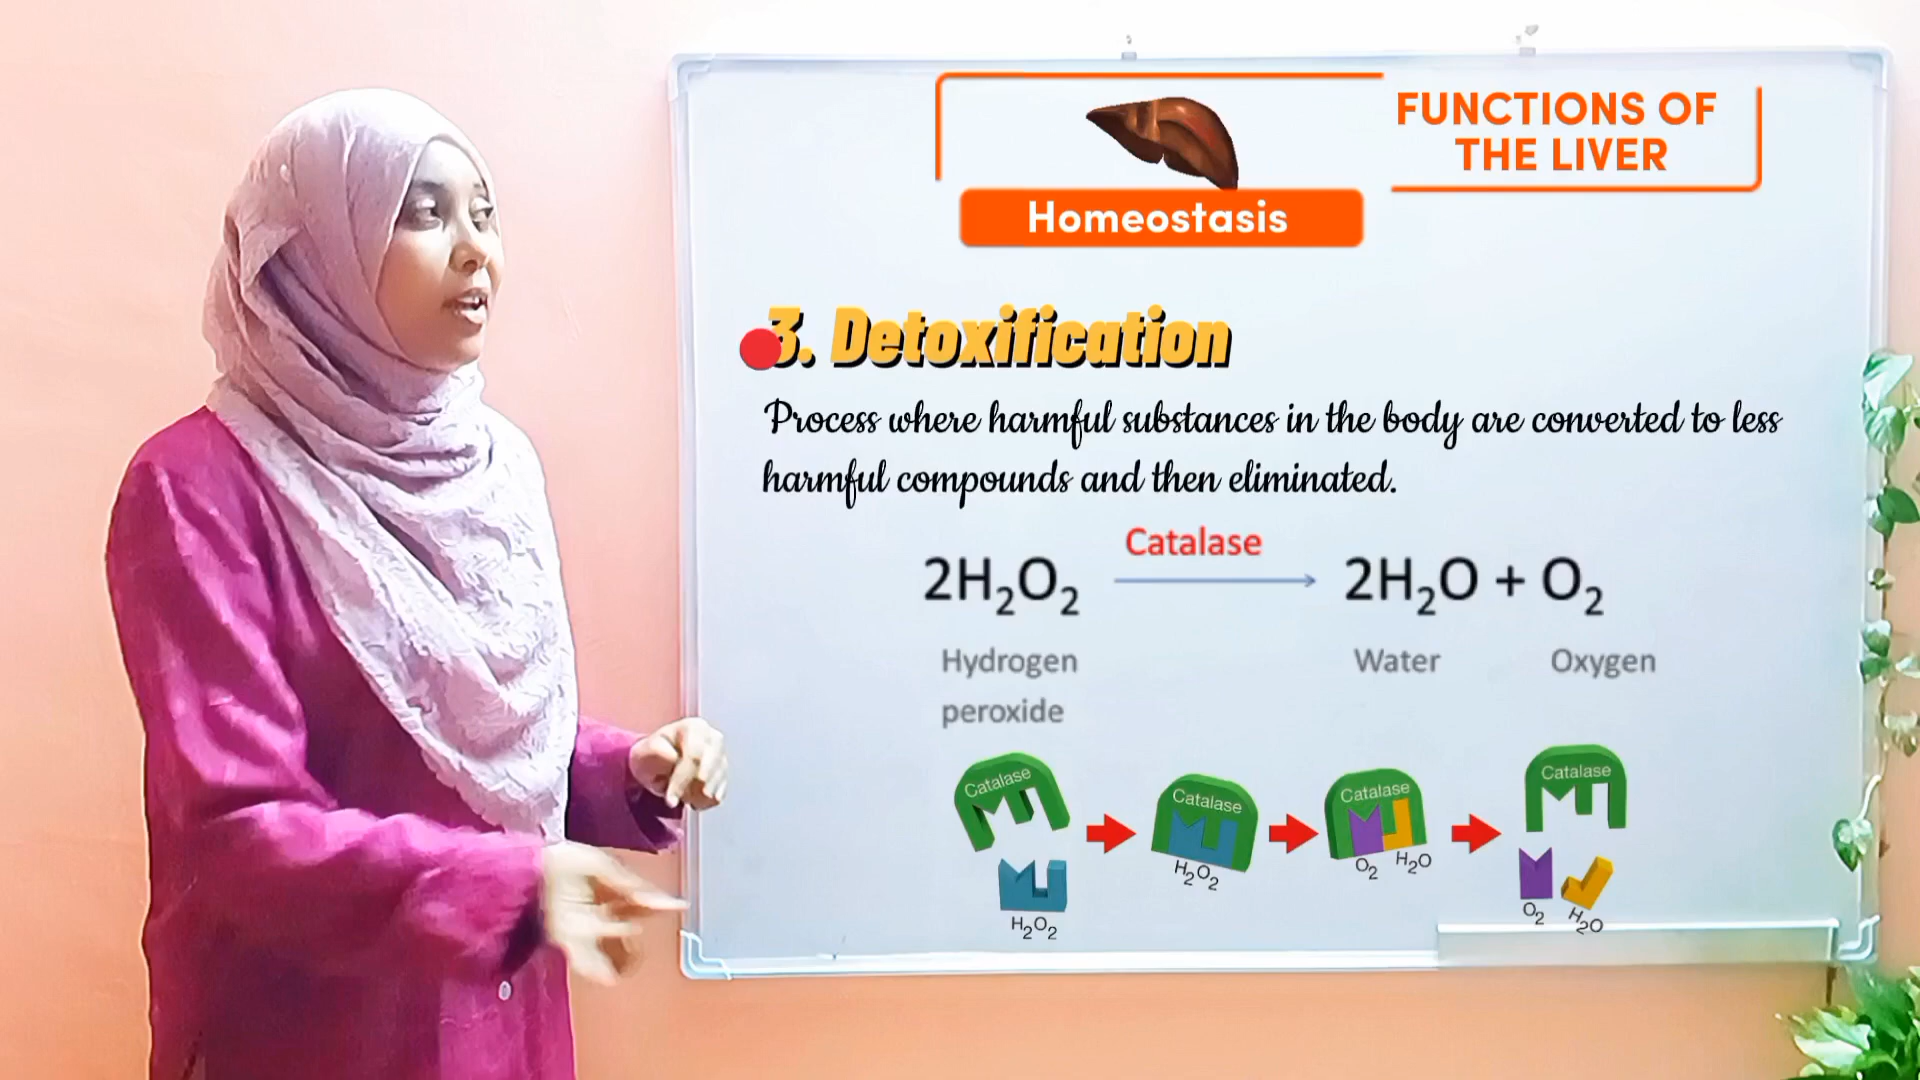 FUNCTIONS OF
THE LIVER
Homeostasis
3. Detoxification
Process where harmful substances in the body are converted to less
harmful compounds and then eliminated.
Catalase
2H₂O₂ → 2H₂O + O₂
Hydrogen
peroxide
Water
Oxygen
Catalase
H₂O₂
Catalase
H₂O₂
Catalase
O₂ H₂O
Catalase
O₂ H₂O